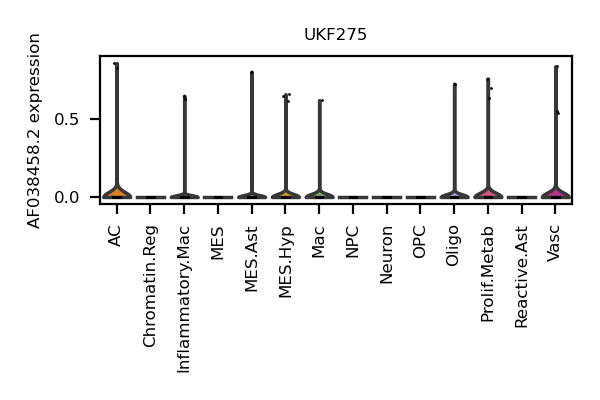 UKF275
AF038458.2 expression
0.5
0.0
AC
Chromatin.Reg
Inflammatory.Mac
MES
MES.Ast
MES.Hyp
Mac
NPC
Neuron
OPC
Oligo
Prolif.Metab
Reactive.Ast
Vasc